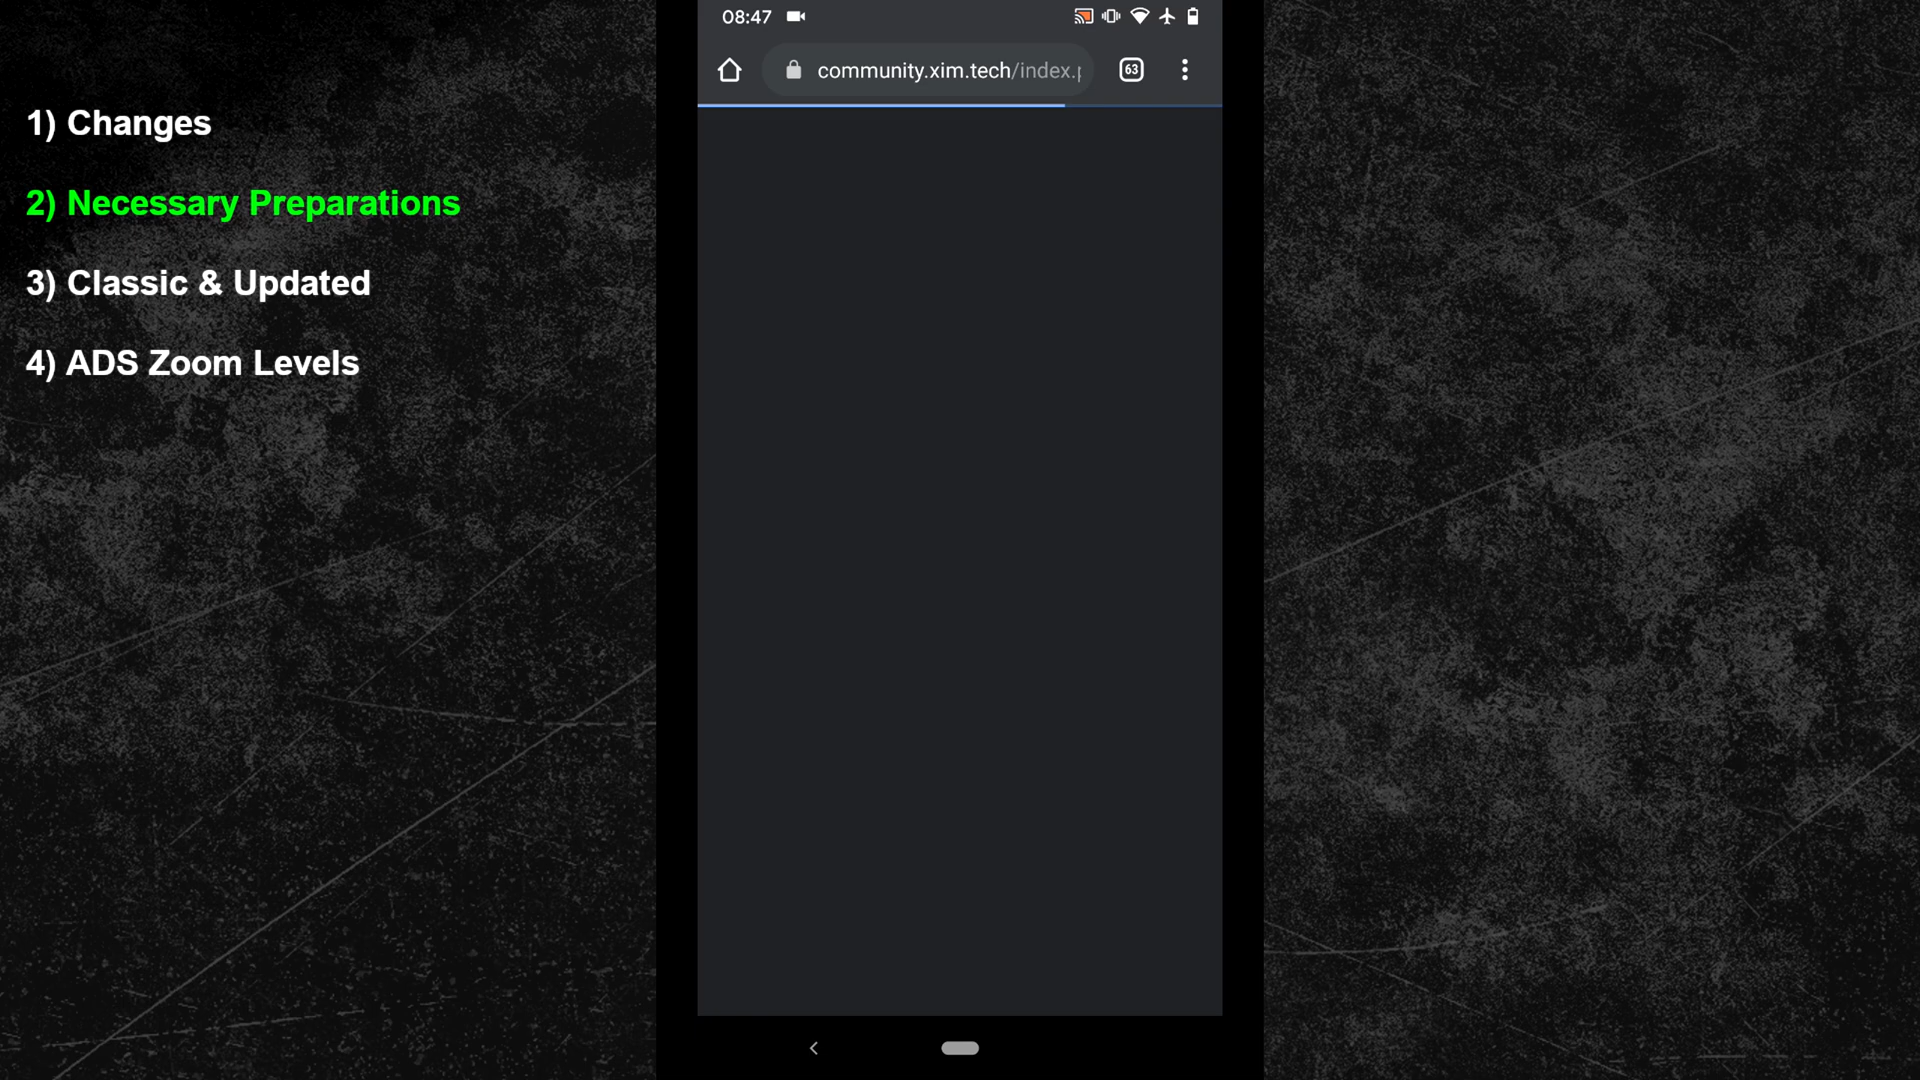 1) Changes
2) Necessary Preparations
3) Classic & Updated
4) ADS Zoom Levels
08:47
community.xim.tech/index.p
63